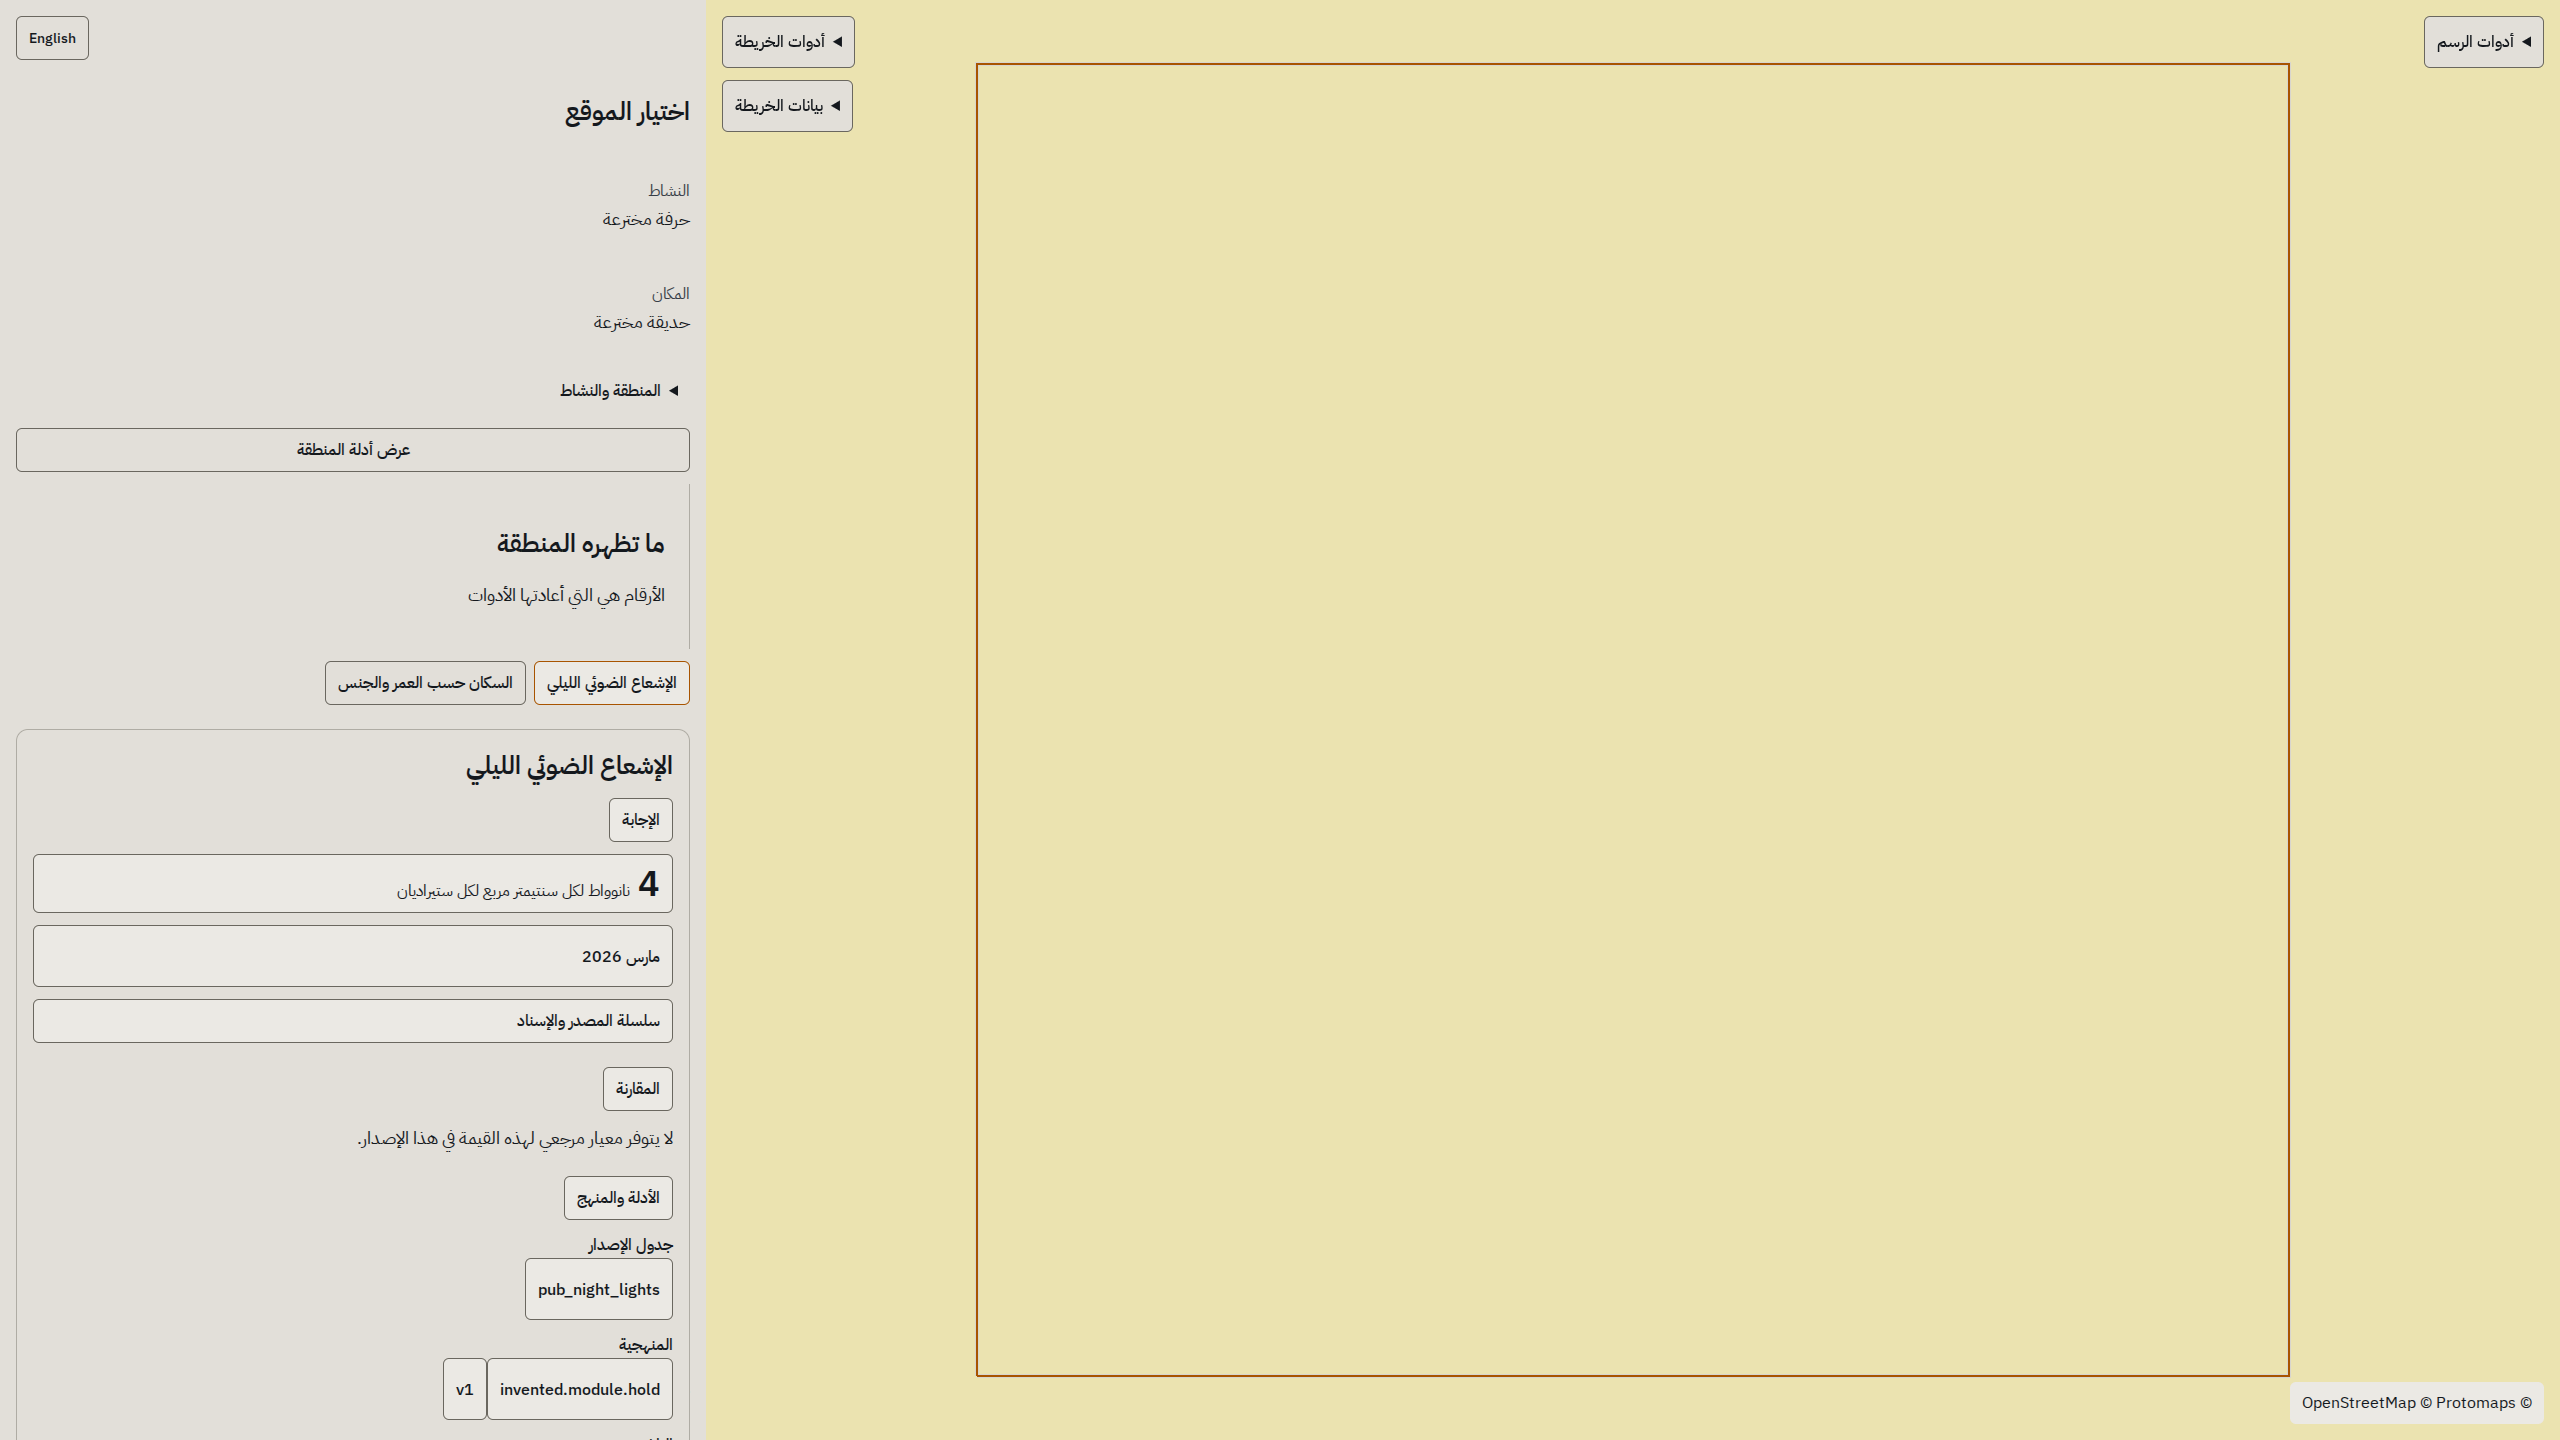 English
اختيار الموقع
النشاط
حرفة مخترعة
المكان
حديقة مخترعة
المنطقة والنشاط
عرض أدلة المنطقة
ما تظهره المنطقة
الأرقام هي التي أعادتها الأدوات
الإشعاع الضوئي الليلي
السكان حسب العمر والجنس
الإشعاع الضوئي الليلي
الإجابة
4 نانوواط لكل سنتيمتر مربع لكل ستيراديان
مارس 2026
سلسلة المصدر والإسناد
المقارنة
لا يتوفر معيار مرجعي لهذه القيمة في هذا الإصدار.
الأدلة والمنهج
جدول الإصدار
pub_night_lights
المنهجية
invented.module.hold
v1
أدوات الخريطة
بيانات الخريطة
أدوات الرسم
OpenStreetMap © Protomaps ©